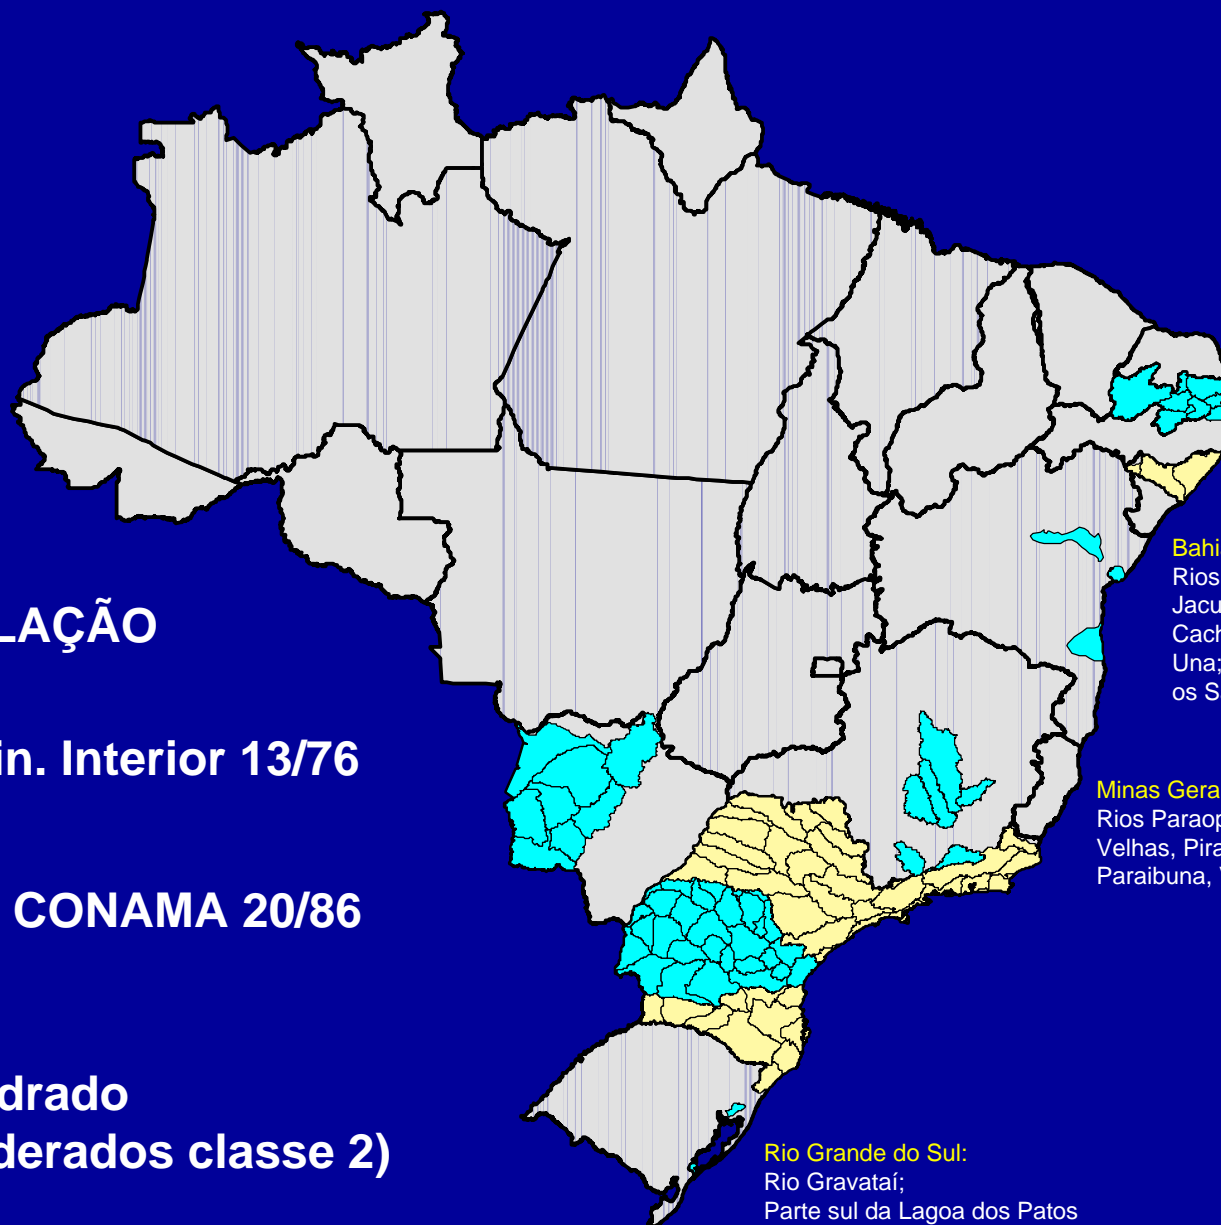 LAÇÃO
in. Interior 13/76
CONAMA 20/86
drado
derados classe 2)
Bahi
Rios
Jacu
Cach
Una;
os S
Minas Gera
Rios Paraop
Velhas, Pira
Paraibuna,
Rio Grande do Sul:
Rio Gravataí;
Parte sul da Lagoa dos Patos